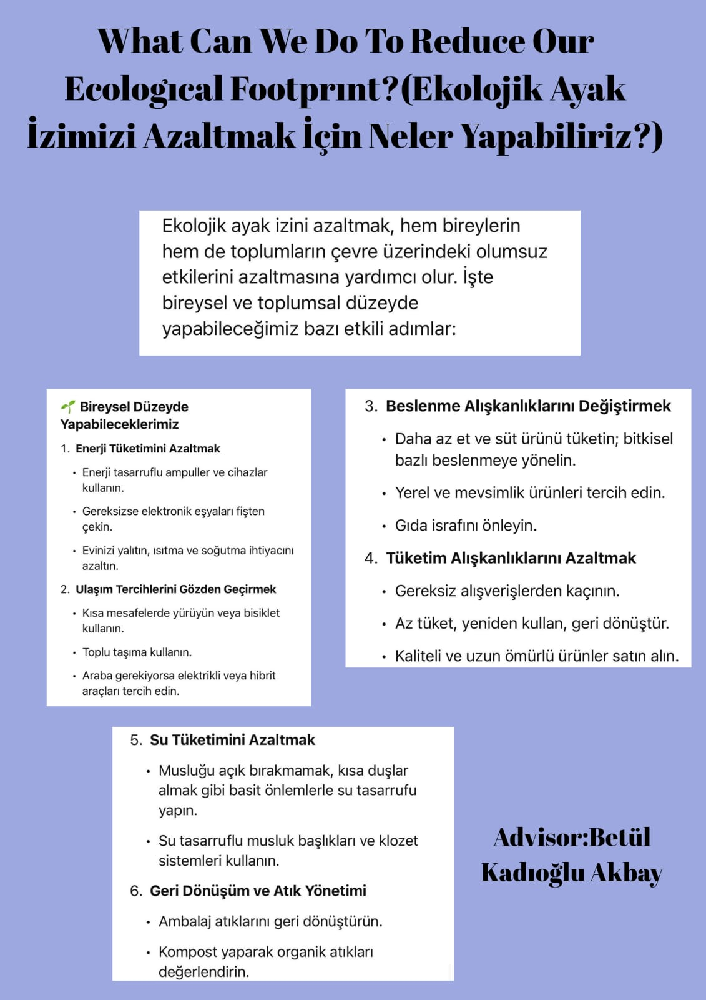 What Can We Do To Reduce Our
Ecologıcal Footprınt?(Ekolojik Ayak
İzimizi Azaltmak İçin Neler Yapabiliriz?)
Ekolojik ayak izini azaltmak, hem bireylerin
hem de toplumların çevre üzerindeki olumsuz
etkilerini azaltmasına yardımcı olur. İşte
bireysel ve toplumsal düzeyde
yapabileceğimiz bazı etkili adımlar:
🌱 Bireysel Düzeyde
Yapabileceklerimiz
1. Enerji Tüketimini Azaltmak
• Enerji tasarruflu ampuller ve cihazlar
kullanın.
• Gereksizse elektronik eşyaları fişten
çekin.
• Evinizi yalıtın, ısıtma ve soğutma ihtiyacını
azaltın.
2. Ulaşım Tercihlerini Gözden Geçirmek
• Kısa mesafelerde yürüyün veya bisiklet
kullanın.
• Toplu taşıma kullanın.
• Araba gerekiyorsa elektrikli veya hibrit
araçları tercih edin.
3. Beslenme Alışkanlıklarını Değiştirmek
• Daha az et ve süt ürünü tüketin; bitkisel
bazlı beslenmeye yönelin.
• Yerel ve mevsimlik ürünleri tercih edin.
• Gıda israfını önleyin.
4. Tüketim Alışkanlıklarını Azaltmak
• Gereksiz alışverişlerden kaçının.
• Az tüket, yeniden kullan, geri dönüştür.
• Kaliteli ve uzun ömürlü ürünler satın alın.
5. Su Tüketimini Azaltmak
• Musluğu açık bırakmamak, kısa duşlar
almak gibi basit önlemlerle su tasarrufu
yapın.
• Su tasarruflu musluk başlıkları ve klozet
sistemleri kullanın.
6. Geri Dönüşüm ve Atık Yönetimi
• Ambalaj atıklarını geri dönüştürün.
• Kompost yaparak organik atıkları
değerlendirin.
Advisor:Betül
Kadıoğlu Akbay